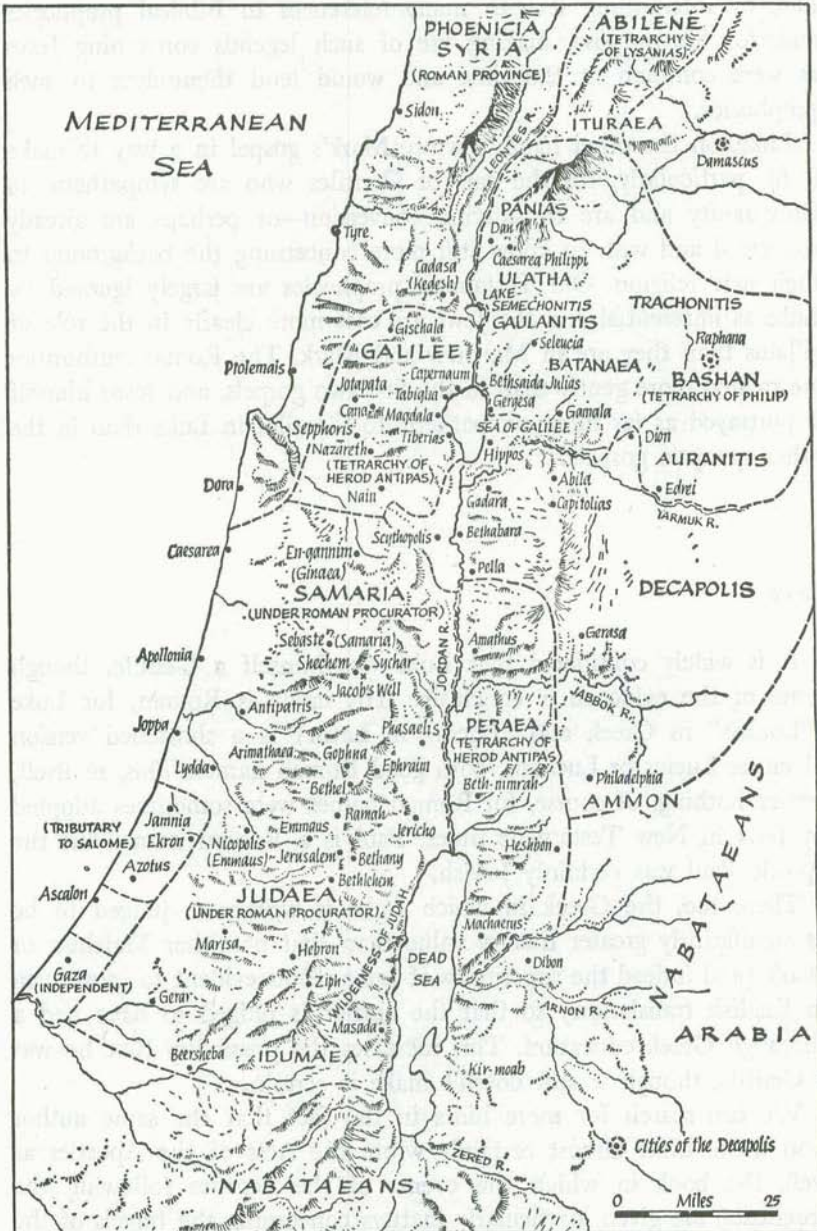 PHOENICIA
SYRIA
(ROMAN PROVINCE)
ABILENE
(TETRARCHY
OF LYSANIAS)
Sidon
MEDITERRANEAN
SEA
ITURAEA
Damascus
PANIAS
Dan
Tyre
Caesarea Philippi
Cadasa
(Kedesh)
ULATHA
LAKE
SEMECHONITIS
TRACHONITIS
GAULANITIS
Gischala
Seleucia
Raphana
GALILEE
BATANAEA
Ptolemais
Capernaum
BASHAN
(TETRARCHY OF PHILIP)
Jotapata
Tabigha
Bethsaida Julias
Gergesa
Cana
Magdala
Gamala
SEA OF GALILEE
Sepphoris
Tiberias
Hippos
Dion
AURANITIS
Nazareth
(TETRARCHY OF
HEROD ANTIPAS)
Abila
Edrei
Dora
Nain
Gadara
Capitolias
YARMUK R.
Caesarea
Scythopolis
Bethabara
En-gannim
(Ginaea)
Pella
SAMARIA
(UNDER ROMAN PROCURATOR)
DECAPOLIS
JORDAN R.
Sebaste (Samaria)
Amathus
Gerasa
Apollonia
Shechem
Sychar
Jacob's Well
JABBOK R.
Antipatris
Joppa
Phasaelis
PERAEA
(TETRARCHY OF
HEROD ANTIPAS)
Arimathaea
Gophna
Lydda
Ephraim
Philadelphia
Bethel
Beth-nimrah
AMMON
Ramah
Jamnia
Emmaus
Jericho
(TRIBUTARY
TO SALOME)
Ekron
Nicopolis
(Emmaus)
Heshbon
Jerusalem
Bethany
Azotus
Bethlehem
Ascalon
JUDAEA
(UNDER ROMAN PROCURATOR)
WILDERNESS OF JUDAH
Machaerus
NABATAEANS
Marisa
DEAD
SEA
Gaza
(INDEPENDENT)
Hebron
Dibon
Ziph
Gerar
ARNON R.
ARABIA
Masada
Beersheba
IDUMAEA
Kir-moab
Cities of the Decapolis
ZERED R.
NABATAEANS
0 Miles 25